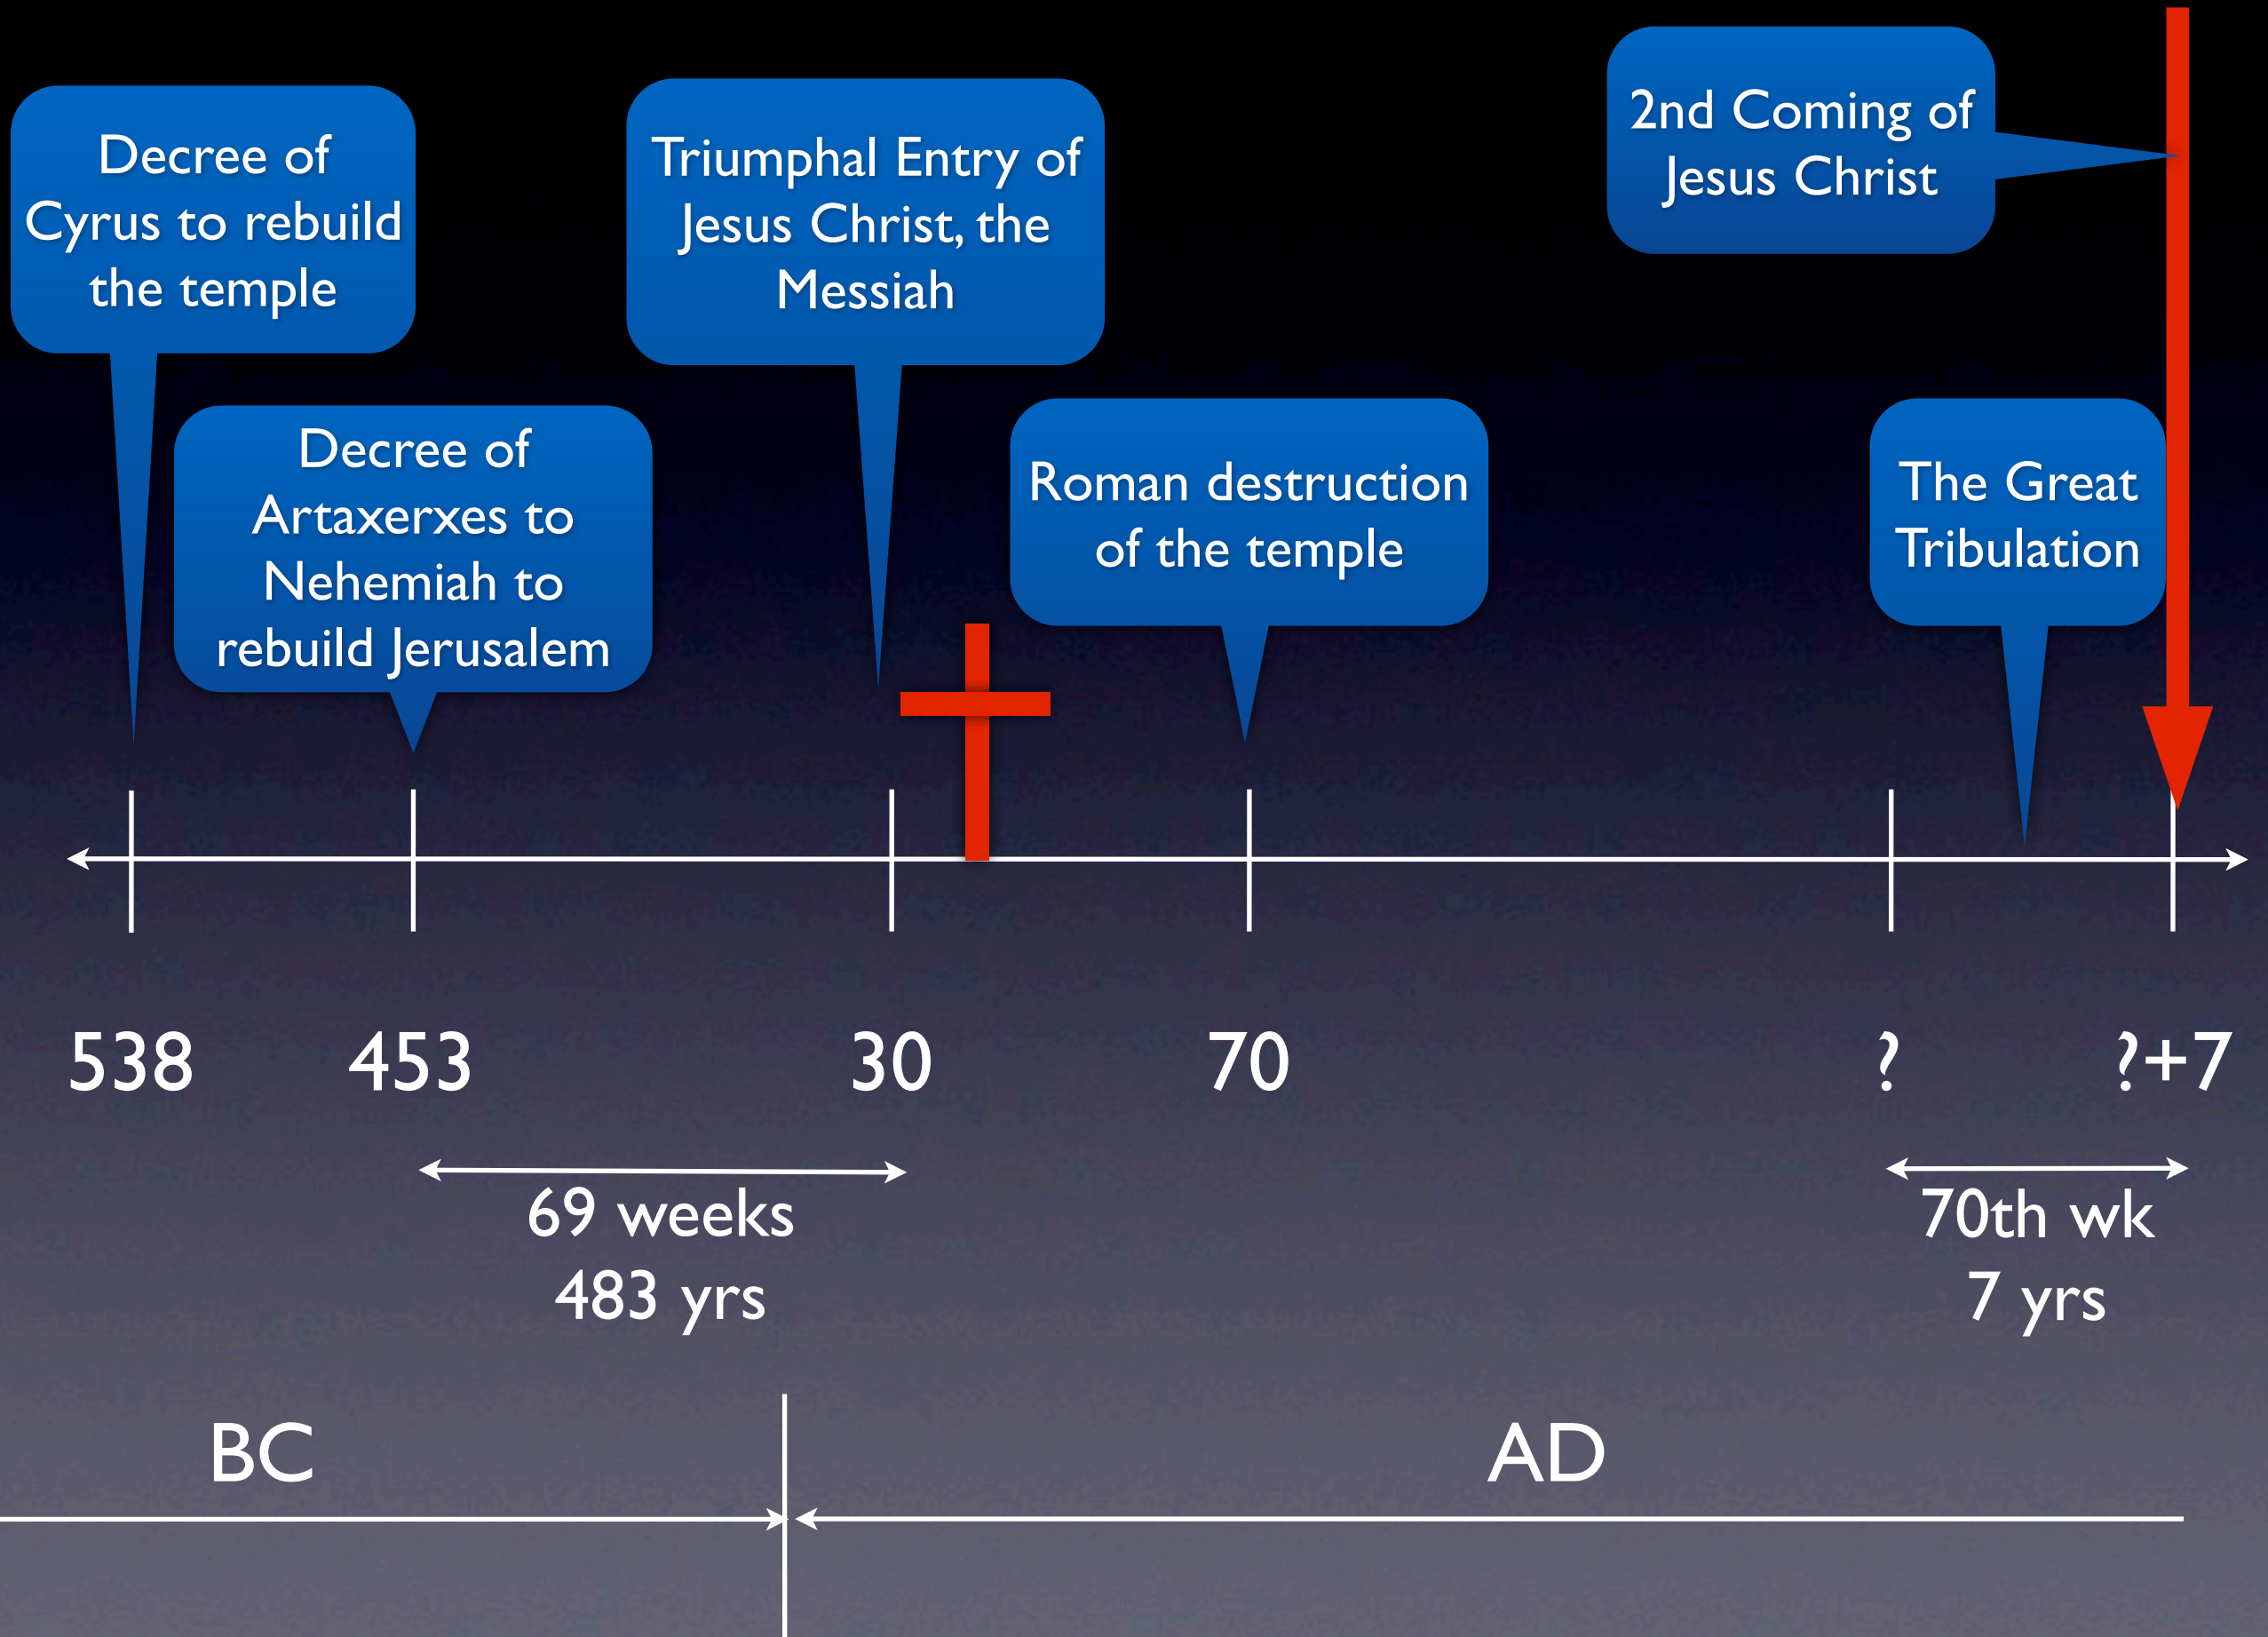 Decree of
Cyrus to rebuild
the temple
Decree of
Artaxerxes to
Nehemiah to
rebuild Jerusalem
Triumphal Entry of
Jesus Christ, the
Messiah
Roman destruction
of the temple
2nd Coming of
Jesus Christ
The Great
Tribulation
538
453
30
70
?
?+7
69 weeks
483 yrs
70th wk
7 yrs
BC
AD